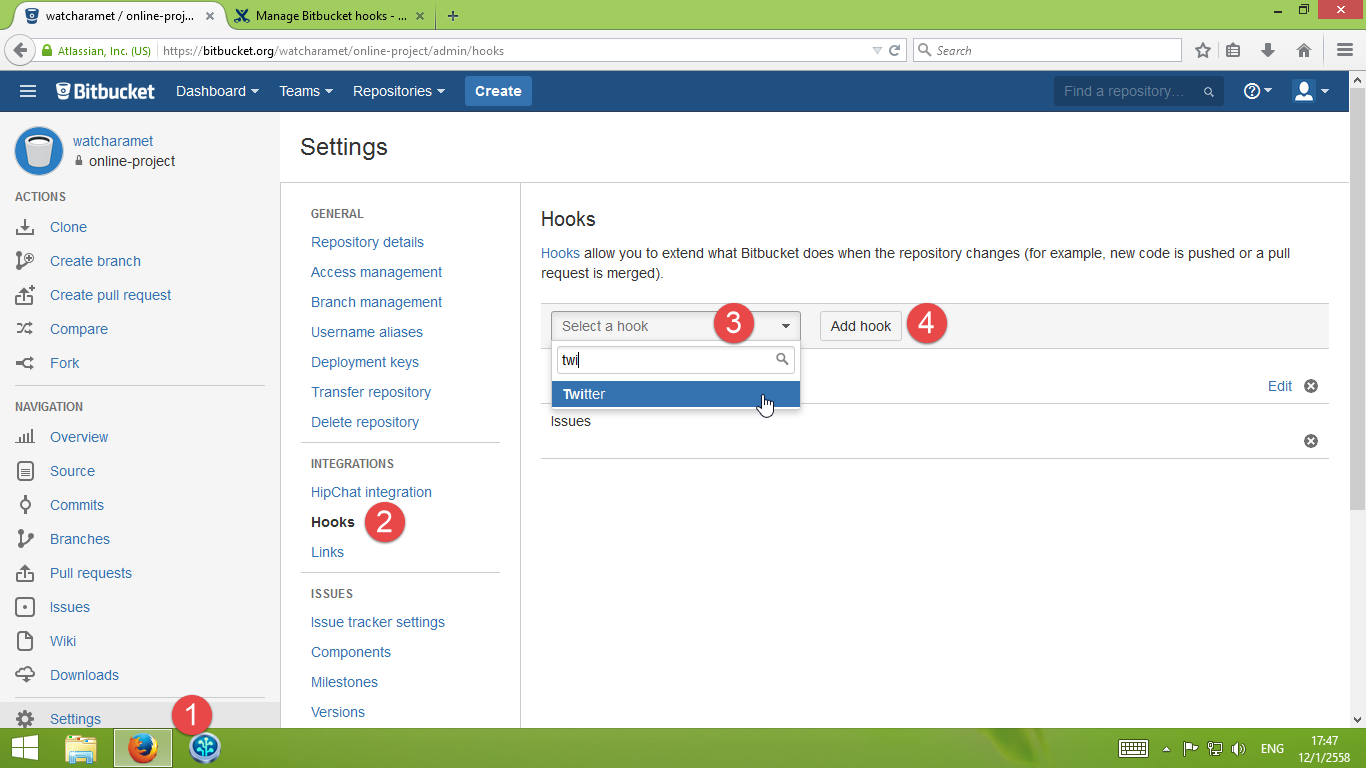 watcharamet / online-proj...
Manage Bitbucket hooks - ...
Atlassian, Inc. (US)
https://bitbucket.org/watcharamet/online-project/admin/hooks
Search
Bitbucket
Dashboard
Teams
Repositories
Create
Find a repository...
watcharamet
online-project
ACTIONS
Clone
Create branch
Create pull request
Compare
Fork
NAVIGATION
Overview
Source
Commits
Branches
Pull requests
Issues
Wiki
Downloads
Settings
1
Settings
GENERAL
Repository details
Access management
Branch management
Username aliases
Deployment keys
Transfer repository
Delete repository
INTEGRATIONS
HipChat integration
Hooks
2
Links
ISSUES
Issue tracker settings
Components
Milestones
Versions
Hooks
Hooks allow you to extend what Bitbucket does when the repository changes (for example, new code is pushed or a pull
request is merged).
Select a hook
3
Add hook
4
twi
Twitter
Edit
Issues
ENG
17:47
12/1/2558